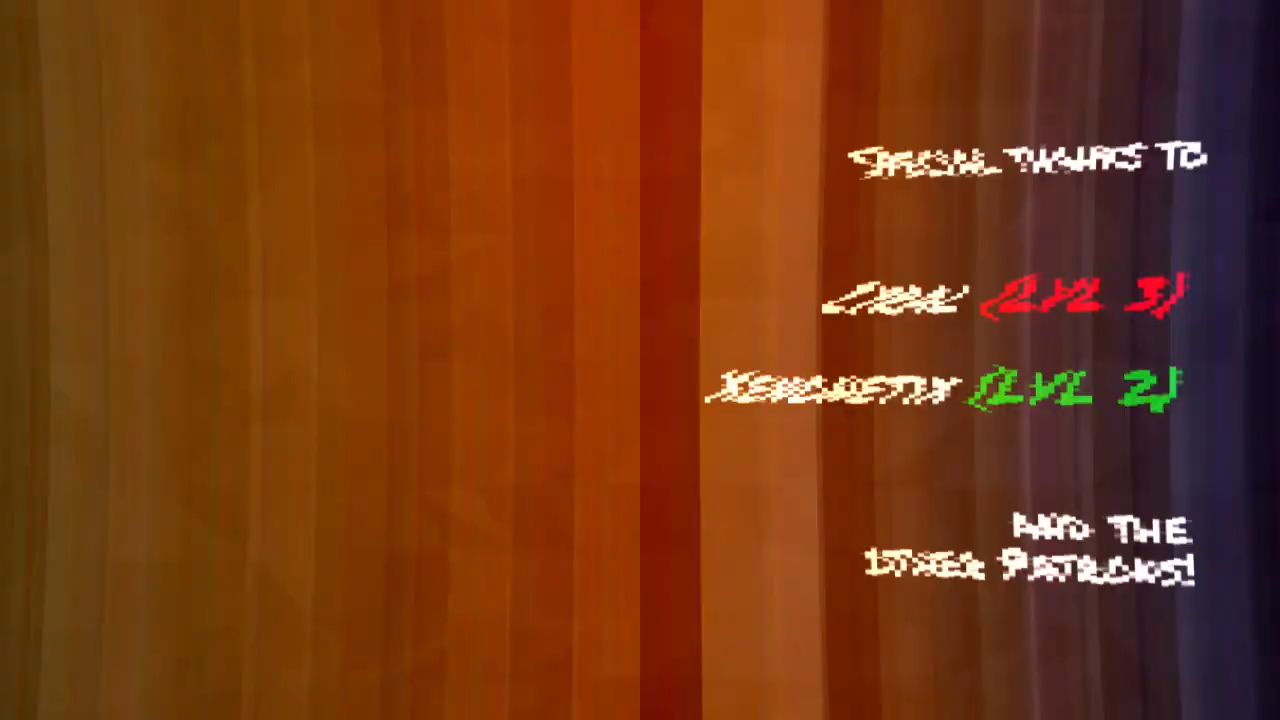 SPECIAL THANKS TO
(LVL 3)
(LVL 2)
AND THE
OTHER PATRONS!